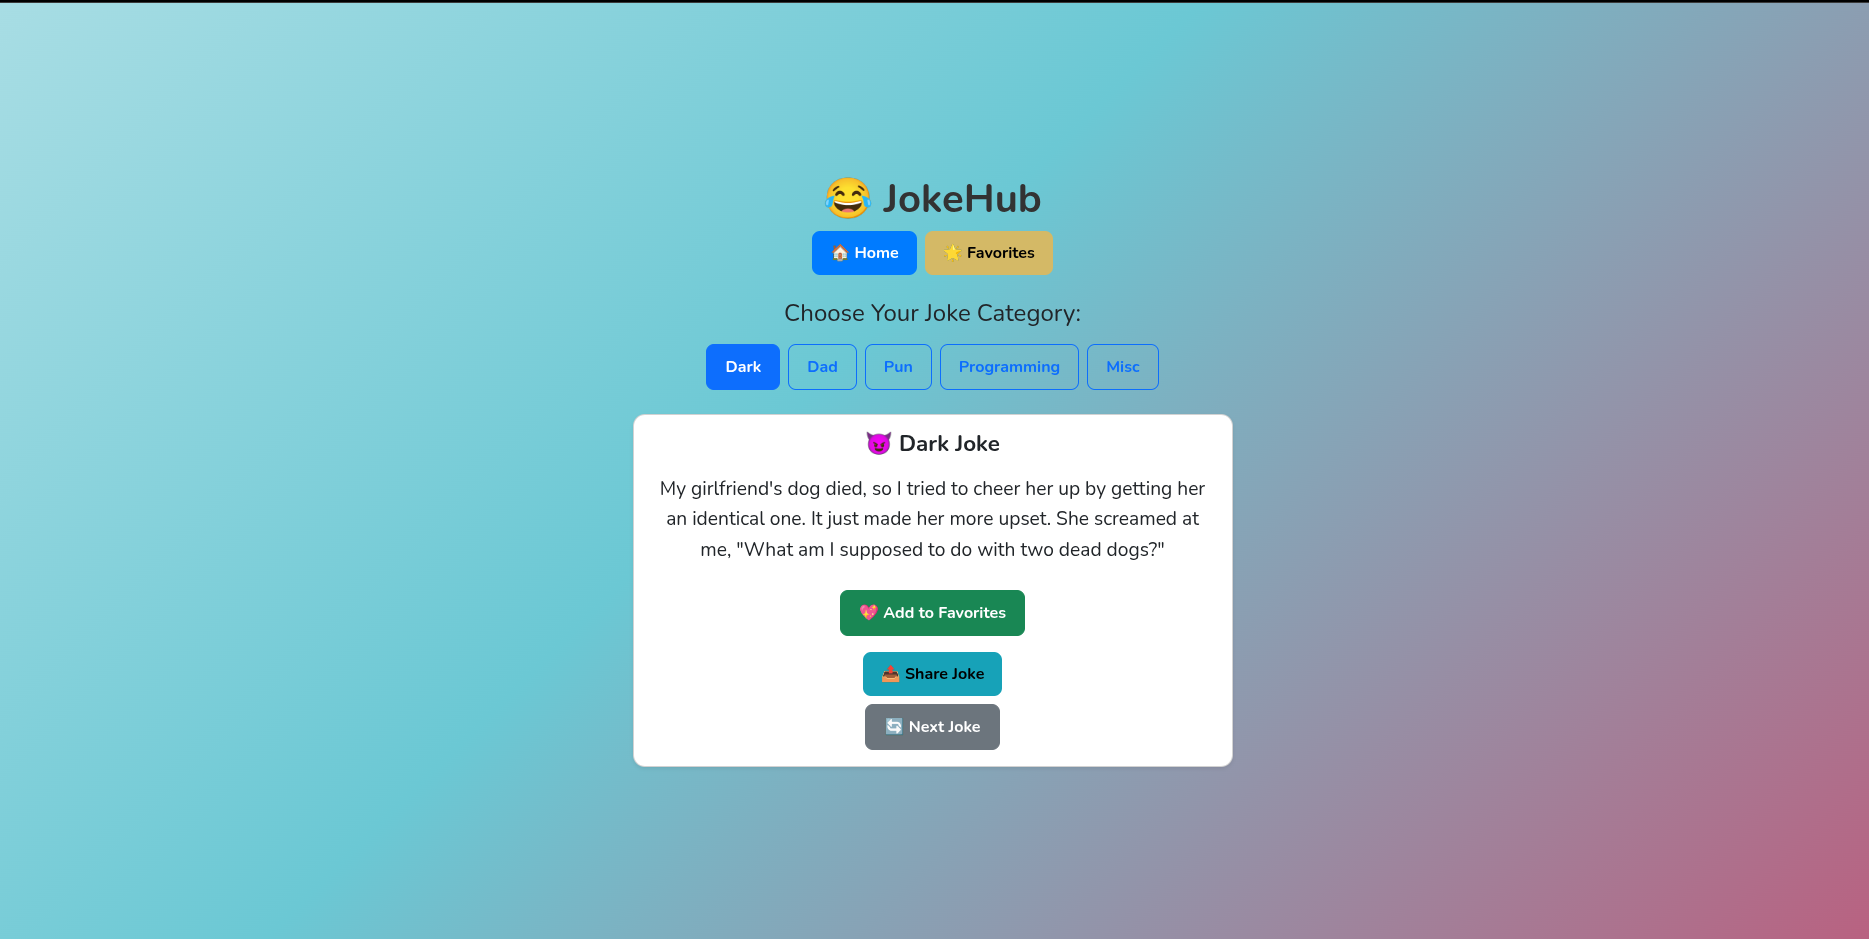 😂 JokeHub
🏠 Home 🌟 Favorites
Choose Your Joke Category:
Dark Dad Pun Programming Misc
😈 Dark Joke
My girlfriend's dog died, so I tried to cheer her up by getting her
an identical one. It just made her more upset. She screamed at
me, "What am I supposed to do with two dead dogs?"
💖 Add to Favorites
📤 Share Joke
🔄 Next Joke